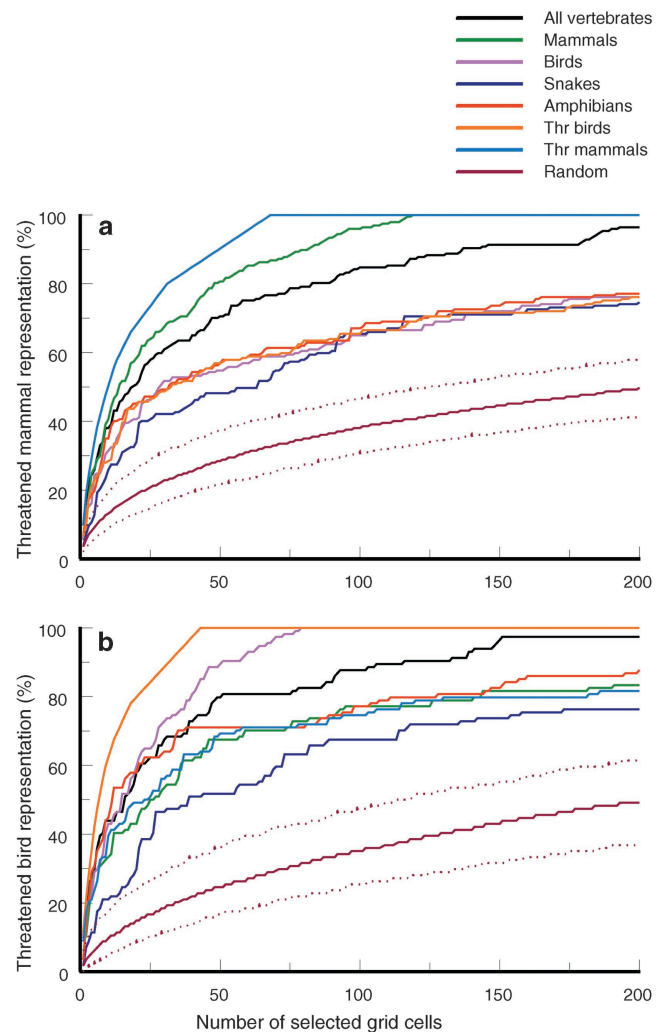 All vertebrates
Mammals
Birds
Snakes
Amphibians
Thr birds
Thr mammals
Random
a
Threatened mammal representation (%)
100
80
60
40
20
0
0 50 100 150 200
b
Threatened bird representation (%)
100
80
60
40
20
0
0 50 100 150 200
Number of selected grid cells